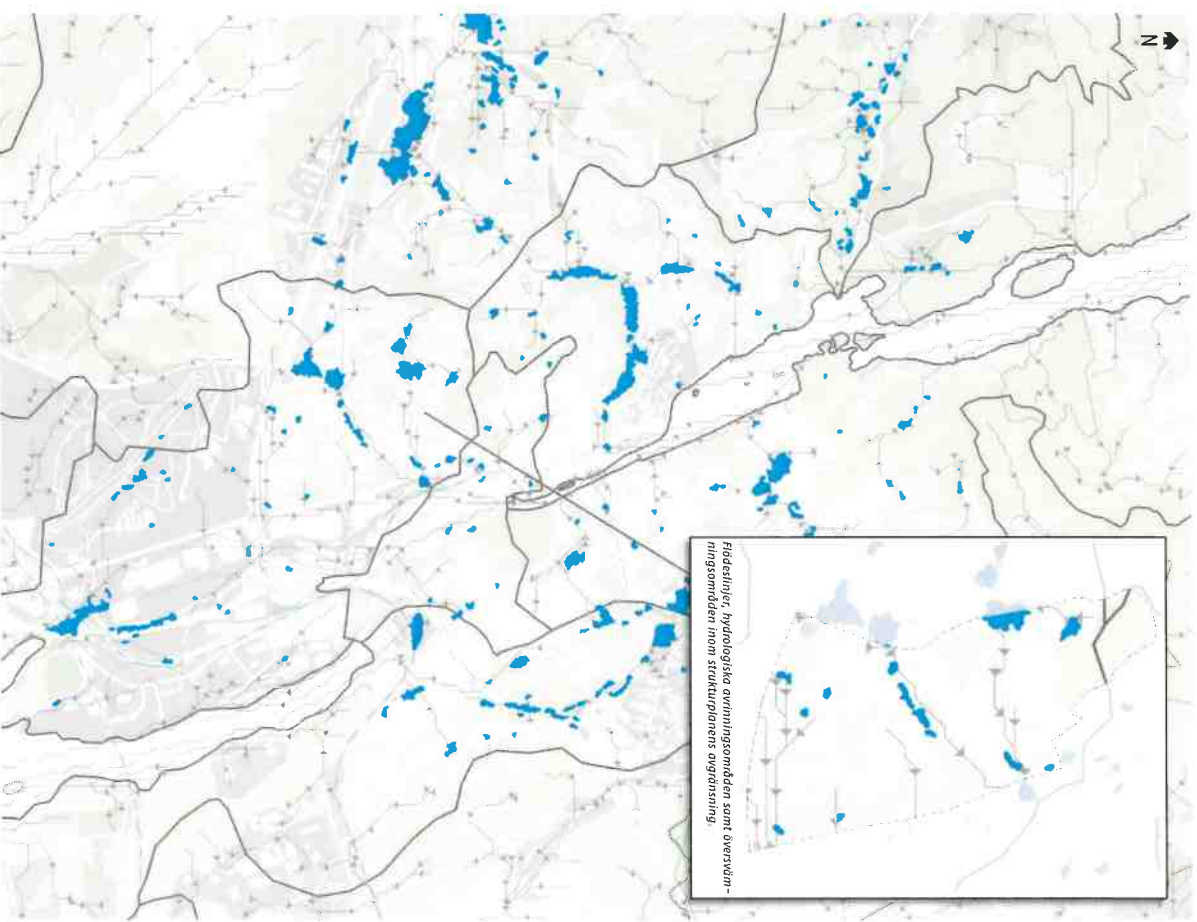 N
Flödeslinjer, hydrologiska avrinningsområden samt översväm-
ningsområden inom strukturplanens avgränsning.